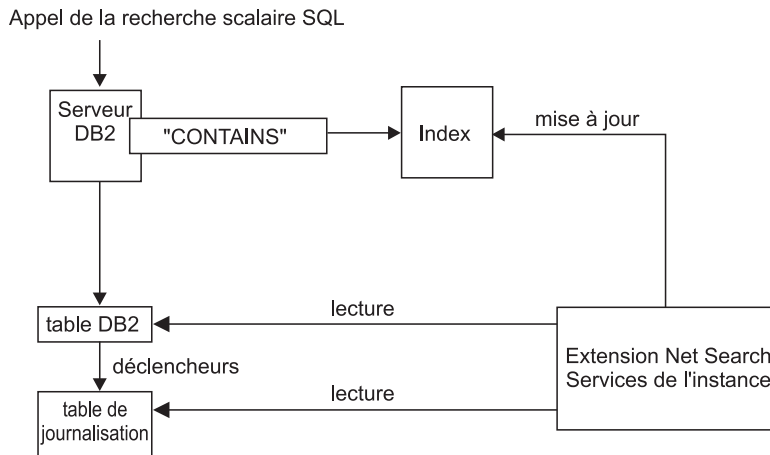 Appel de la recherche scalaire SQL
Serveur
DB2
"CONTAINS"
Index
mise à jour
table DB2
lecture
déclencheurs
Extension Net Search
Services de l'instance
table de
journalisation
lecture